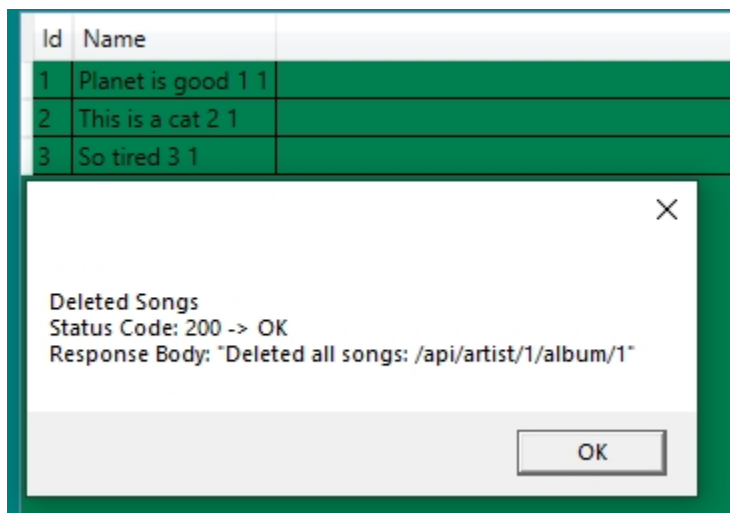 Id Name
1 Planet is good 1 1
2 This is a cat 2 1
3 So tired 3 1
Deleted Songs
Status Code: 200 -> OK
Response Body: "Deleted all songs: /api/artist/1/album/1"
OK